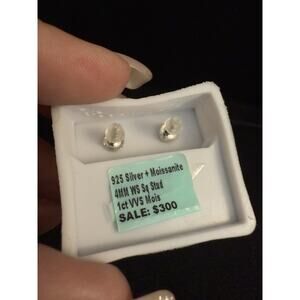 925 Silver + Moissanite
4MM WS Sq Stud
1ct VVS Mois
SALE: $300